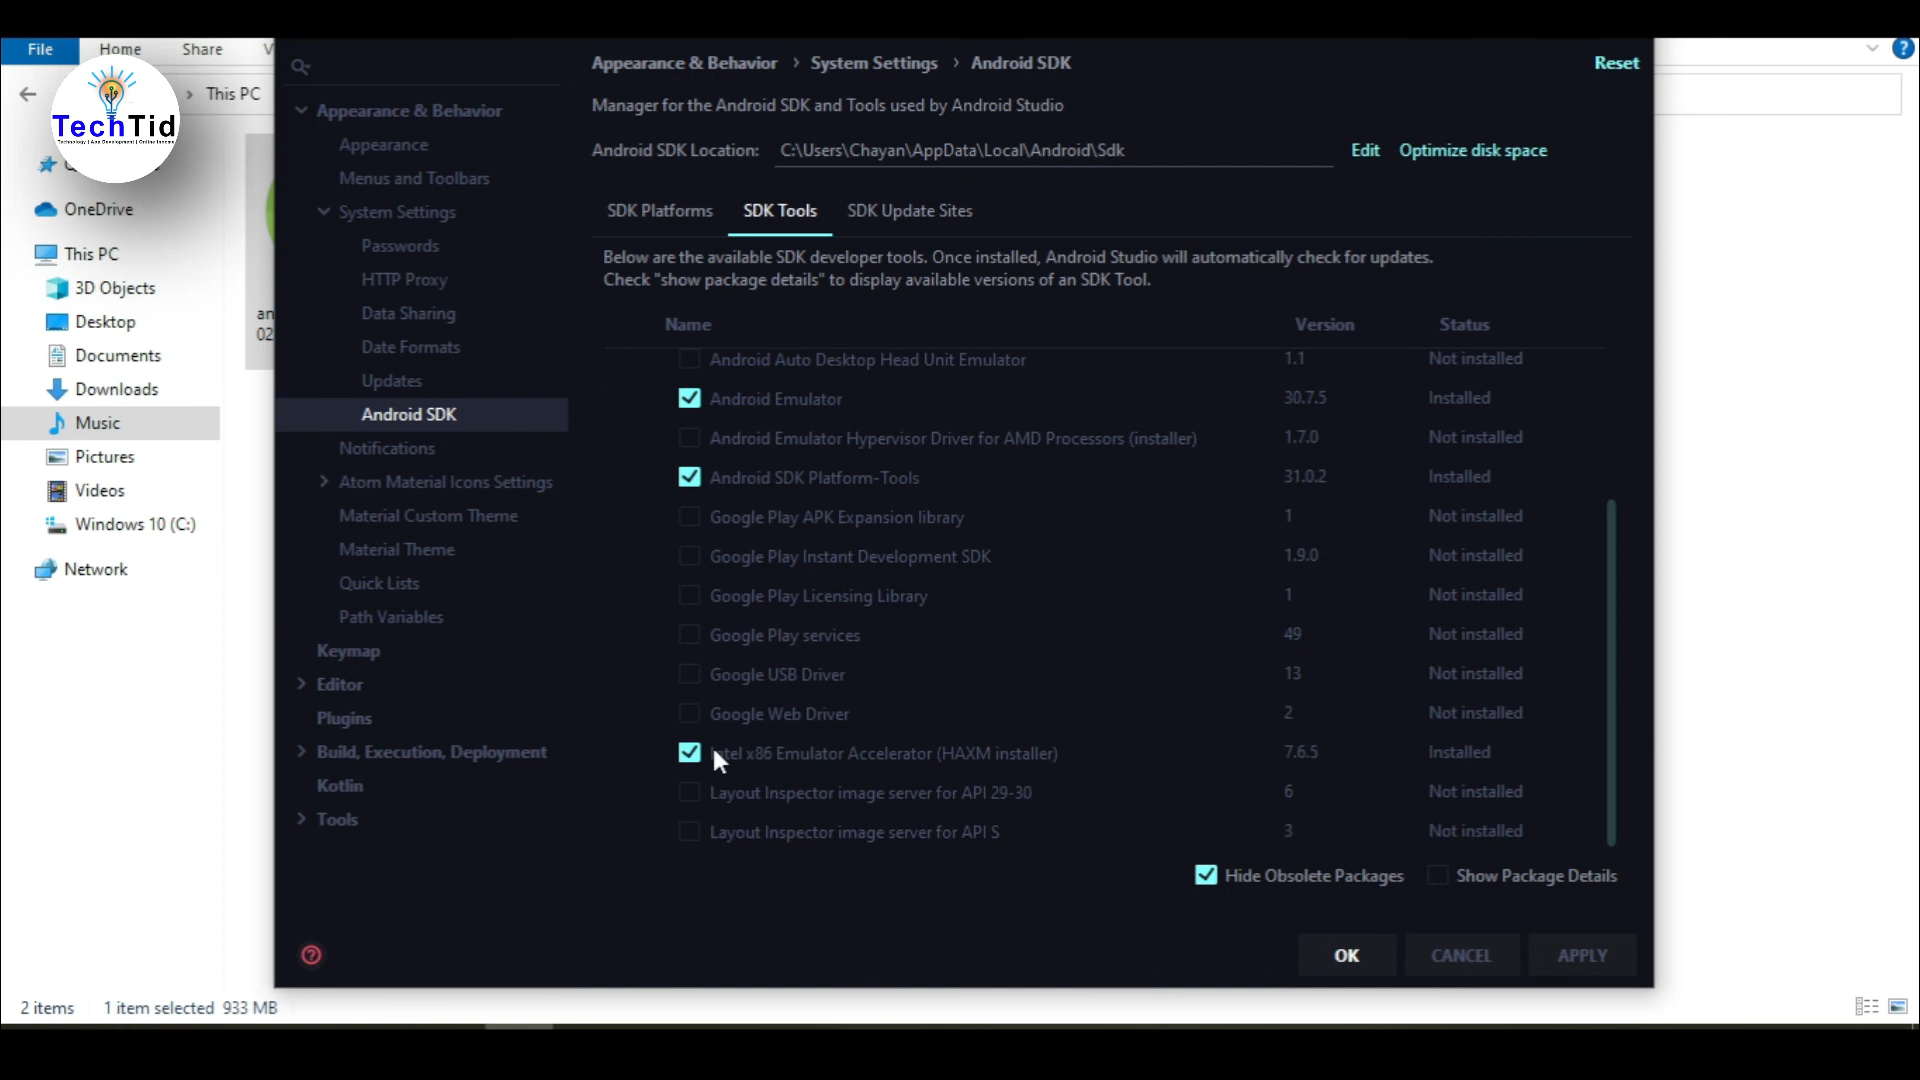 File Home Share
This PC
TechTid
Technology | App Development | Online Income
OneDrive
This PC
3D Objects
Desktop
Documents
Downloads
Music
Pictures
Videos
Windows 10 (C:)
Network
2 items 1 item selected 933 MB
an
02
Appearance & Behavior
Appearance
Menus and Toolbars
System Settings
Passwords
HTTP Proxy
Data Sharing
Date Formats
Updates
Android SDK
Notifications
Atom Material Icons Settings
Material Custom Theme
Material Theme
Quick Lists
Path Variables
Keymap
Editor
Plugins
Build, Execution, Deployment
Kotlin
Tools
Appearance & Behavior › System Settings › Android SDK Reset
Manager for the Android SDK and Tools used by Android Studio
Android SDK Location: C:\Users\Chayan\AppData\Local\Android\Sdk Edit Optimize disk space
SDK Platforms SDK Tools SDK Update Sites
Below are the available SDK developer tools. Once installed, Android Studio will automatically check for updates.
Check "show package details" to display available versions of an SDK Tool.
Name Version Status
Android Auto Desktop Head Unit Emulator 1.1 Not installed
Android Emulator 30.7.5 Installed
Android Emulator Hypervisor Driver for AMD Processors (installer) 1.7.0 Not installed
Android SDK Platform-Tools 31.0.2 Installed
Google Play APK Expansion library 1 Not installed
Google Play Instant Development SDK 1.9.0 Not installed
Google Play Licensing Library 1 Not installed
Google Play services 49 Not installed
Google USB Driver 13 Not installed
Google Web Driver 2 Not installed
Intel x86 Emulator Accelerator (HAXM installer) 7.6.5 Installed
Layout Inspector image server for API 29-30 6 Not installed
Layout Inspector image server for API S 3 Not installed
Hide Obsolete Packages Show Package Details
OK CANCEL APPLY